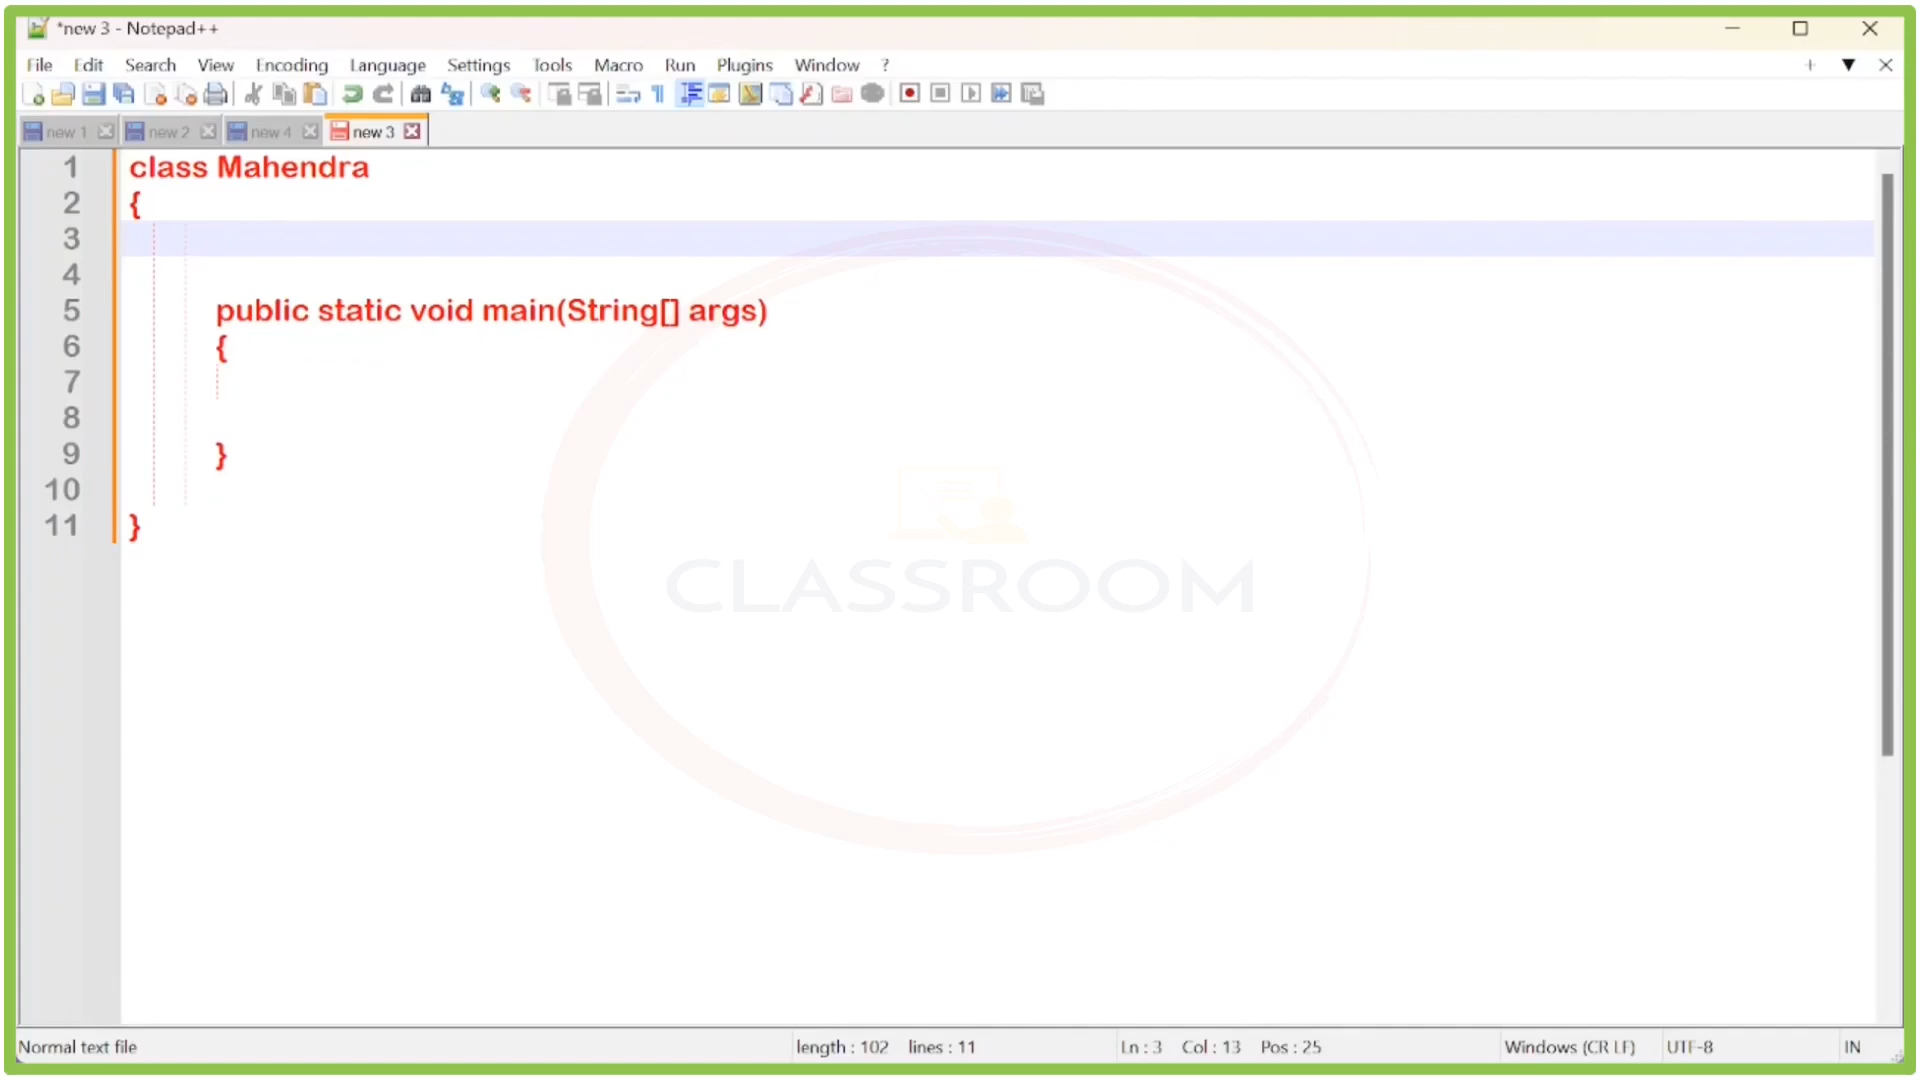 *new 3 - Notepad++
File Edit Search View Encoding Language Settings Tools Macro Run Plugins Window ?
new 1 new 2 new 4 new 3
1 class Mahendra
2 {
3
4
5 public static void main(String[] args)
6 {
7
8
9 }
10
11 }
CLASSROOM
Normal text file length : 102 lines : 11 Ln : 3 Col : 13 Pos : 25 Windows (CR LF) UTF-8 IN